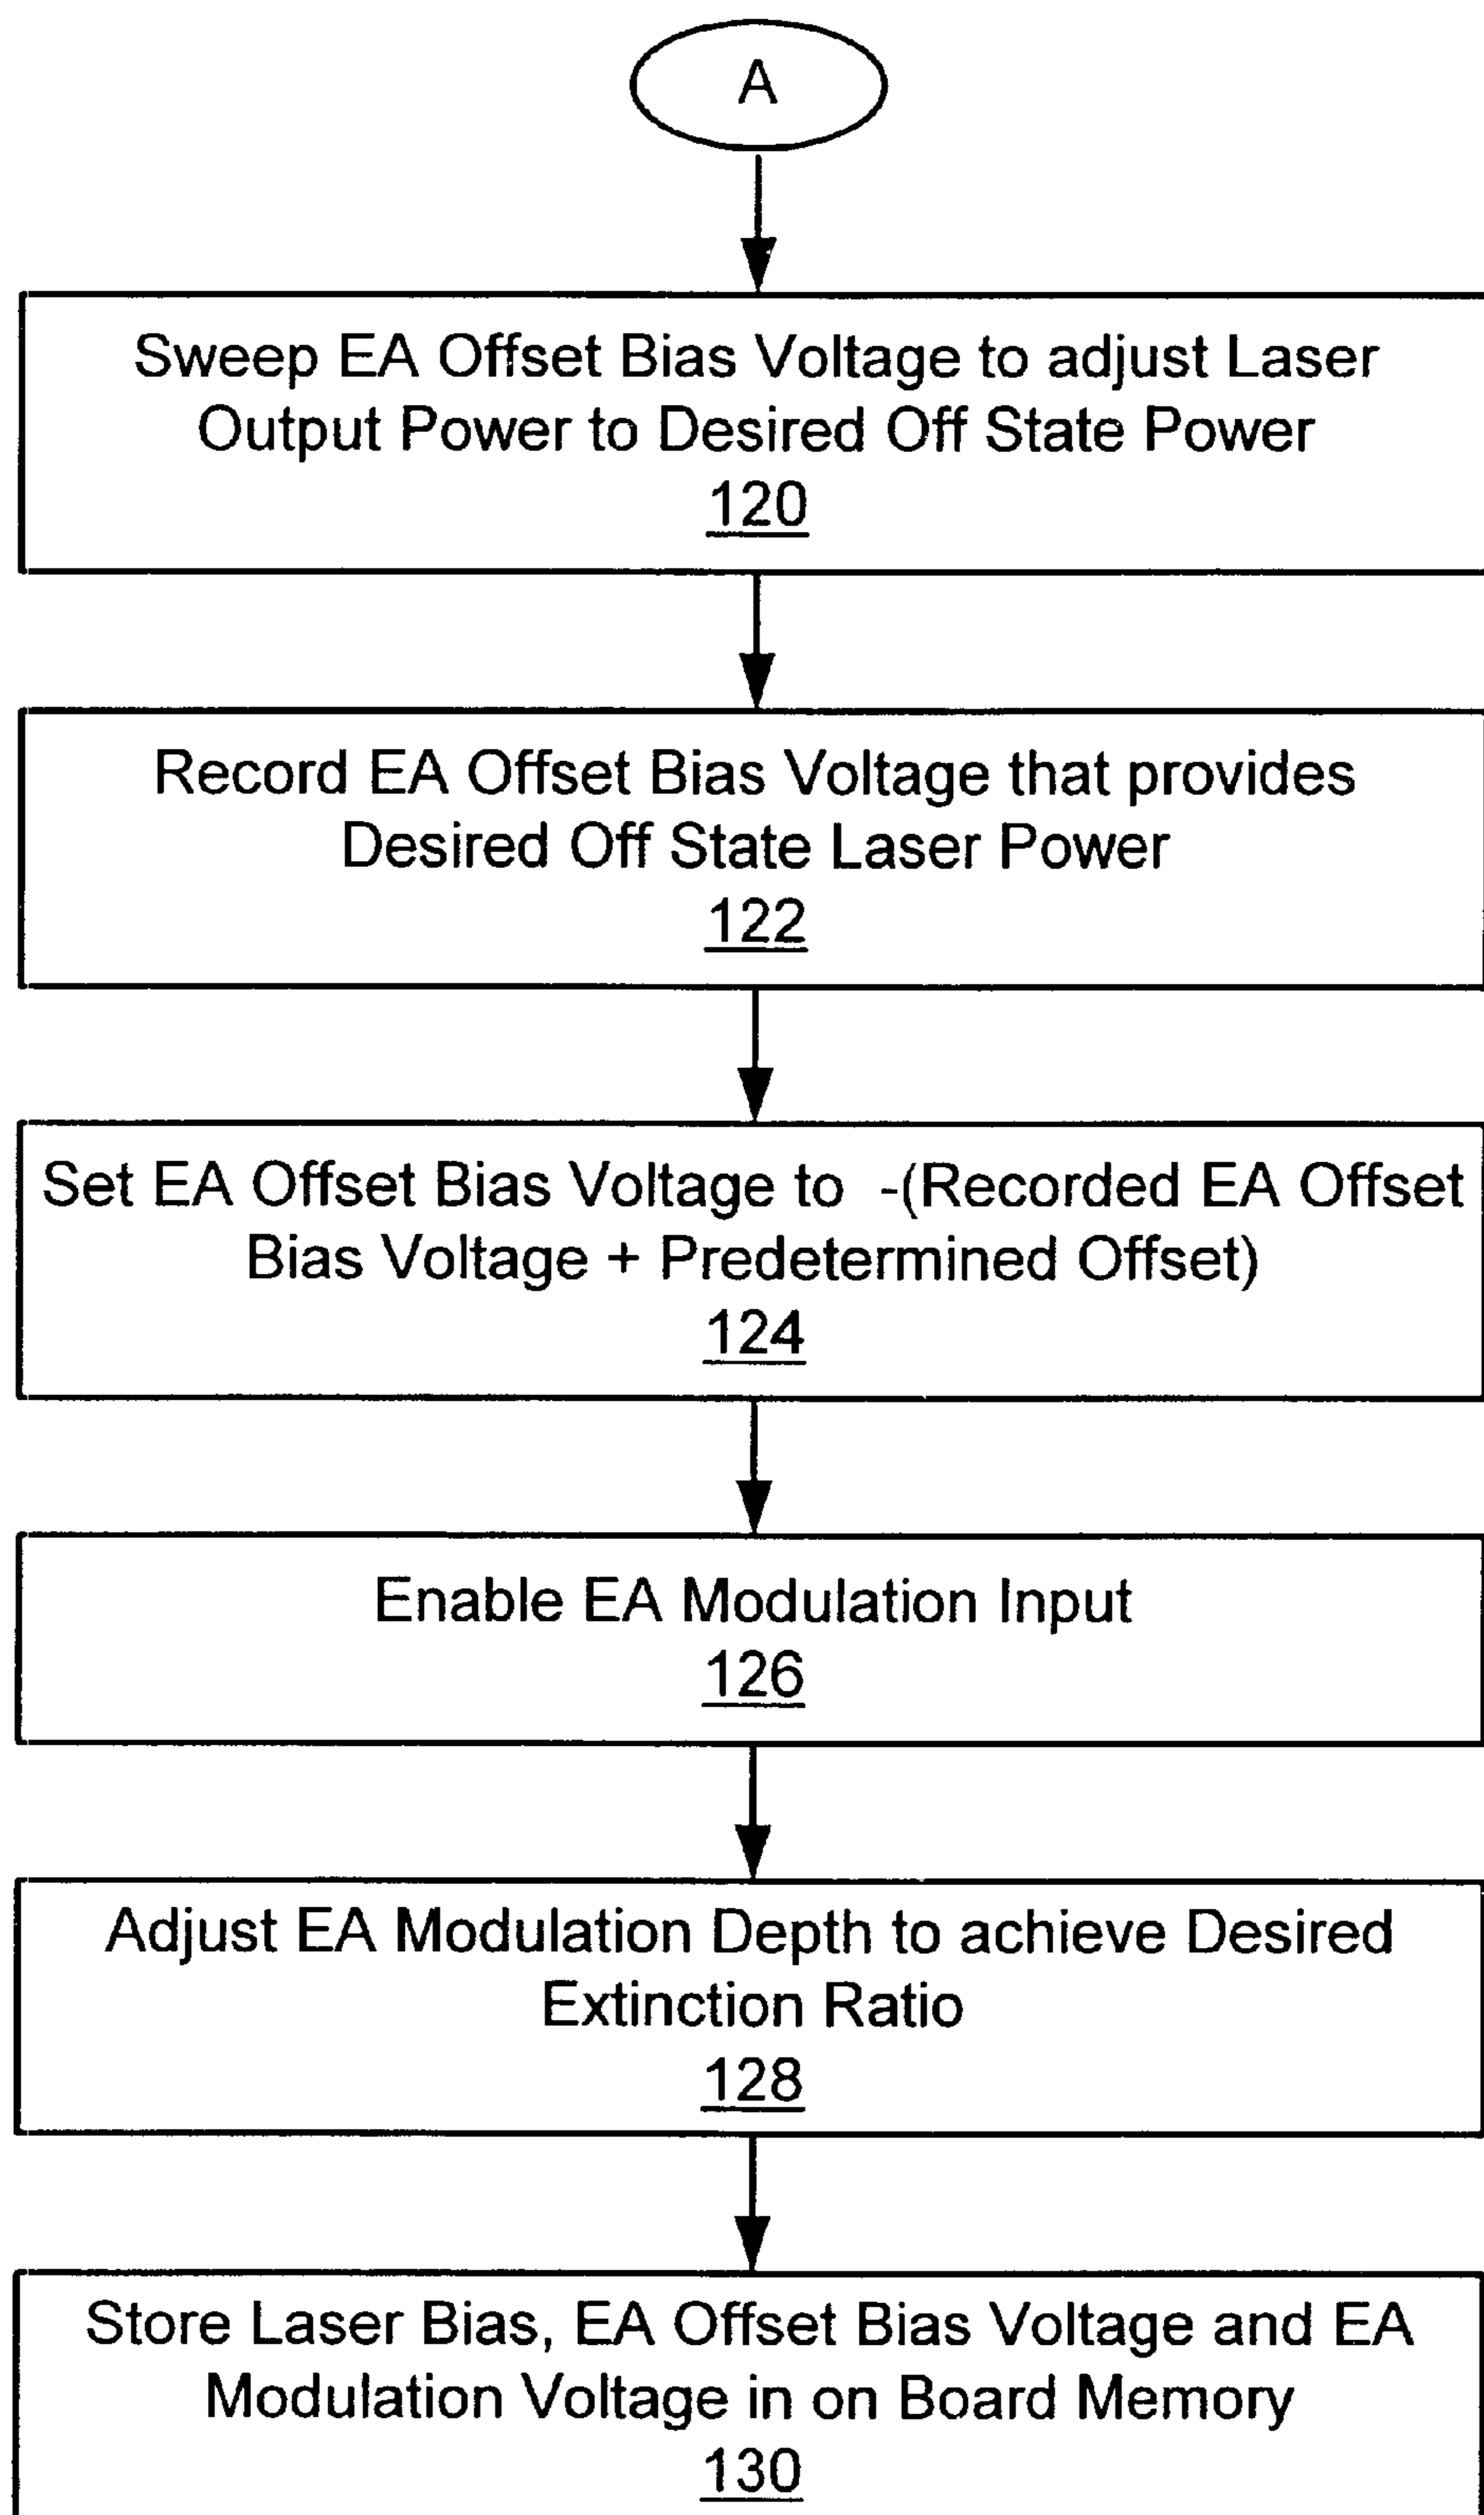 A
Sweep EA Offset Bias Voltage to adjust Laser
Output Power to Desired Off State Power
120
Record EA Offset Bias Voltage that provides
Desired Off State Laser Power
122
Set EA Offset Bias Voltage to -(Recorded EA Offset
Bias Voltage + Predetermined Offset)
124
Enable EA Modulation Input
126
Adjust EA Modulation Depth to achieve Desired
Extinction Ratio
128
Store Laser Bias, EA Offset Bias Voltage and EA
Modulation Voltage in on Board Memory
130